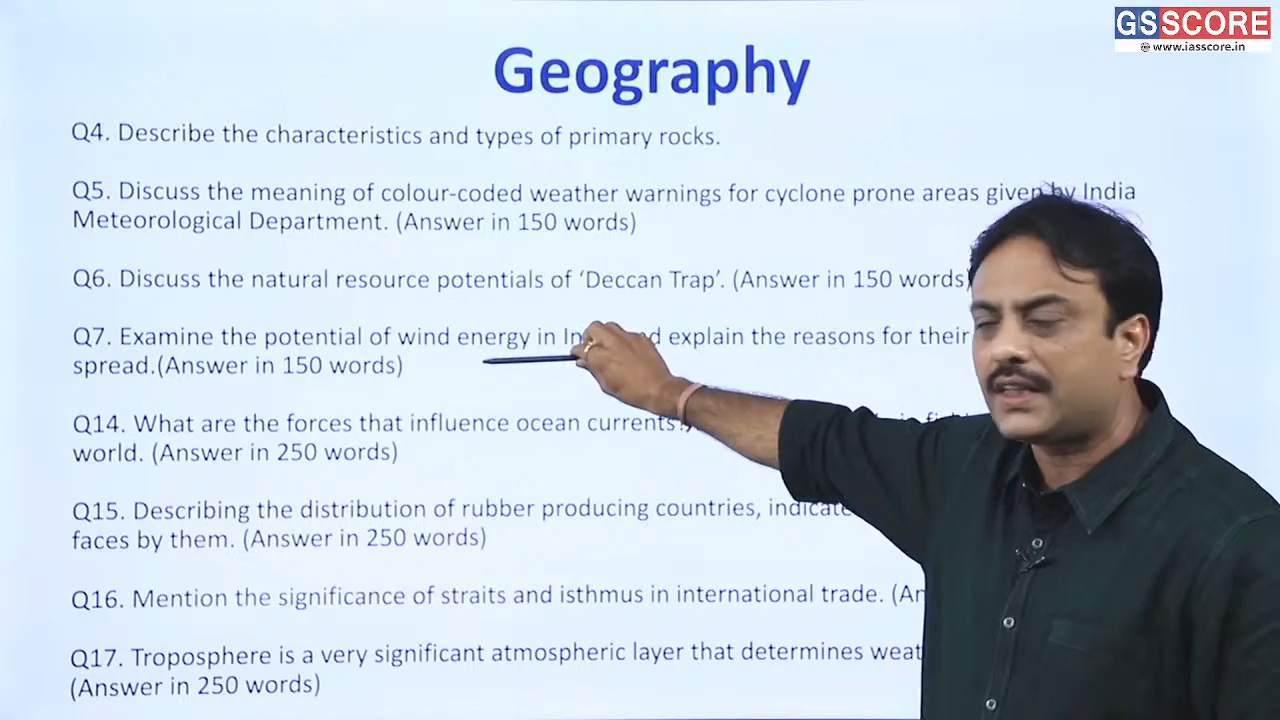 GSSCORE
www.iasscore.in
Geography
Q4. Describe the characteristics and types of primary rocks.
Q5. Discuss the meaning of colour-coded weather warnings for cyclone prone areas given by India
Meteorological Department. (Answer in 150 words)
Q6. Discuss the natural resource potentials of ‘Deccan Trap’. (Answer in 150 words)
Q7. Examine the potential of wind energy in explain the reasons for their
spread.(Answer in 150 words)
Q14. What are the forces that influence ocean currents?
world. (Answer in 250 words)
Q15. Describing the distribution of rubber producing countries, indicate
faces by them. (Answer in 250 words)
Q16. Mention the significance of straits and isthmus in international trade.
Q17. Troposphere is a very significant atmospheric layer that determines
(Answer in 250 words)